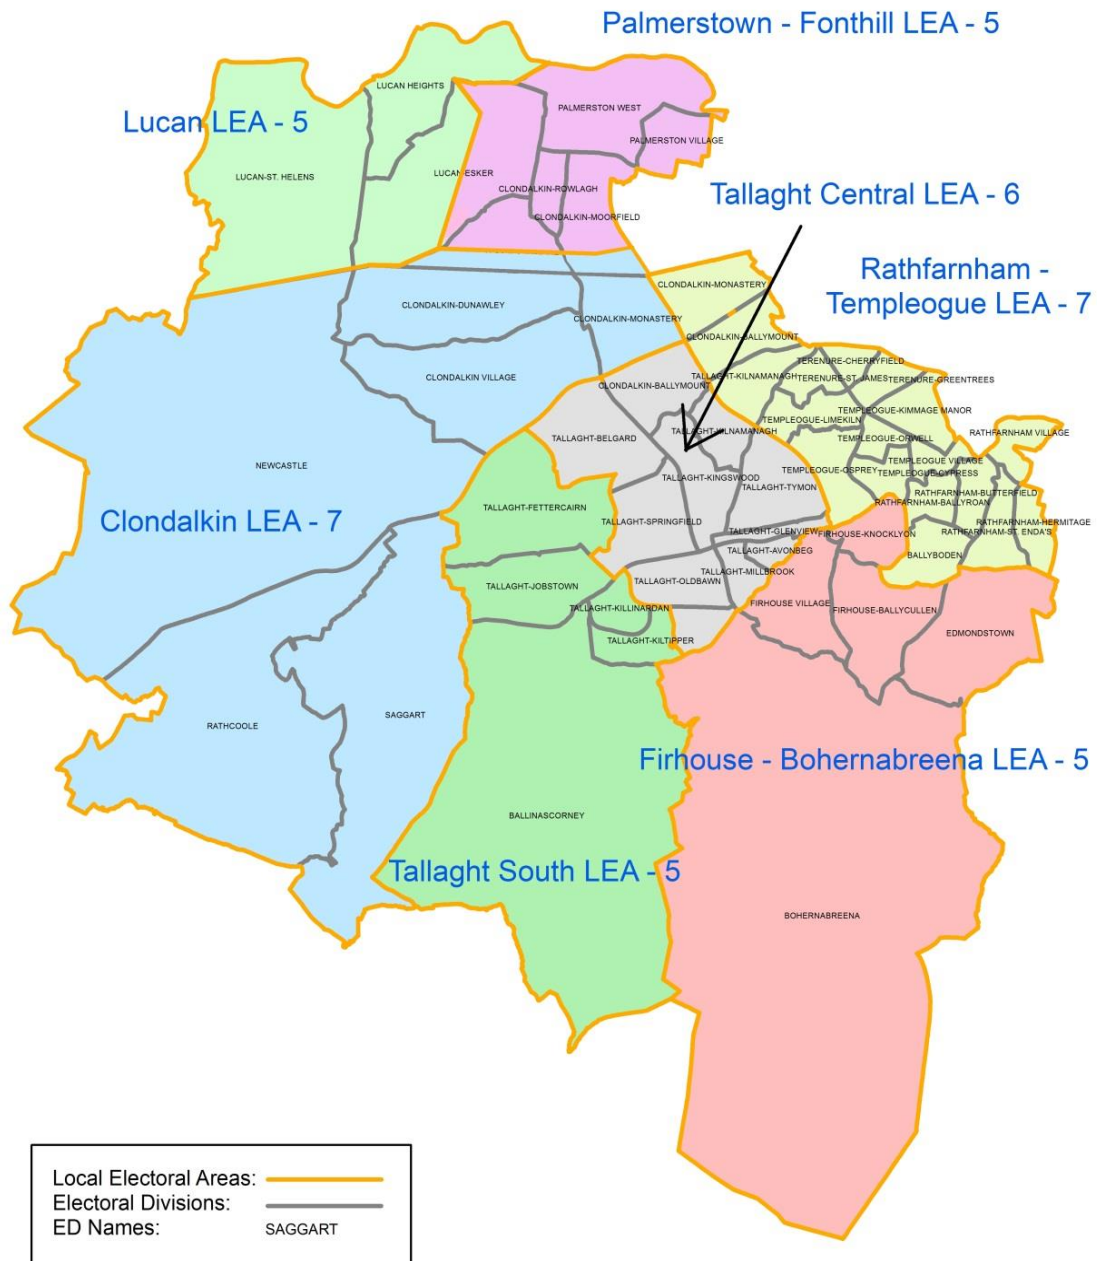 Palmerstown - Fonthill LEA - 5
LUCAN HEIGHTS
PALMERSTON WEST
Lucan LEA - 5
PALMERSTON VILLAGE
LUCAN-ST. HELENS
LUCAN-ESKER
CLONDALKIN-ROWLAGH
Tallaght Central LEA - 6
CLONDALKIN-MOORFIELD
Rathfarnham -
Templeogue LEA - 7
CLONDALKIN-MONASTERY
CLONDALKIN-DUNAWLEY
CLONDALKIN-MONASTERY
CLONDALKIN-BALLYMOUNT
TERENURE-CHERRYFIELD
CLONDALKIN VILLAGE
TALLAGHT-KILNAMANAGH
TERENURE-ST. JAMES
TERENURE-GREENTREES
CLONDALKIN-BALLYMOUNT
TEMPLEOGUE-KIMMAGE MANOR
TEMPLEOGUE-LIMEKILN
TALLAGHT-KILNAMANAGH
RATHFARNHAM VILLAGE
TALLAGHT-BELGARD
TEMPLEOGUE-ORWELL
NEWCASTLE
TEMPLEOGUE VILLAGE
TEMPLEOGUE-OSPREY
TEMPLEOGUE-CYPRESS
TALLAGHT-KINGSWOOD
TALLAGHT-TYMON
RATHFARNHAM-BUTTERFIELD
RATHFARNHAM-BALLYROAN
TALLAGHT-FETTERCAIRN
Clondalkin LEA - 7
TALLAGHT-SPRINGFIELD
RATHFARNHAM-HERMITAGE
TALLAGHT-GLENVIEW
FIRHOUSE-KNOCKLYON
RATHFARNHAM-ST. ENDA'S
TALLAGHT-AVONBEG
BALLYBODEN
TALLAGHT-MILLBROOK
TALLAGHT-OLDBAWN
TALLAGHT-JOBSTOWN
FIRHOUSE VILLAGE
TALLAGHT-KILLINARDAN
FIRHOUSE-BALLYCULLEN
EDMONDSTOWN
TALLAGHT-KILTIPPER
SAGGART
RATHCOOLE
Firhouse - Bohernabreena LEA - 5
BALLINASCORNEY
Tallaght South LEA - 5
BOHERNABREENA
Local Electoral Areas:
Electoral Divisions:
ED Names: SAGGART